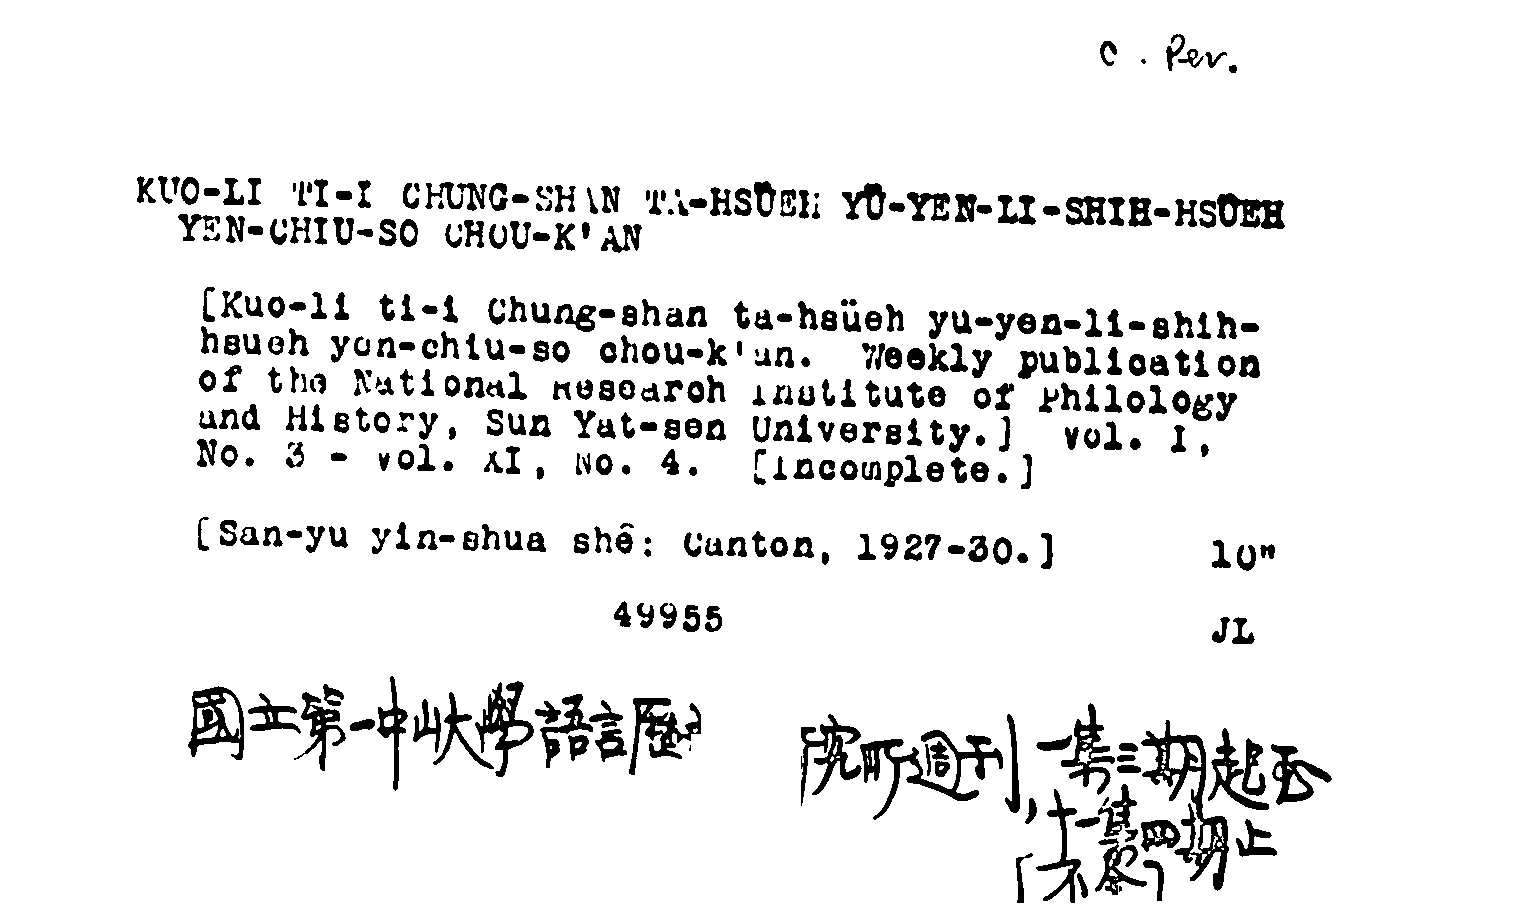 C. Per.
KUO-LI TI-I CHUNG-SHAN TA-HSÜEH YÜ-YEN-LI-SHIH-HSÜEH
YEN-CHIU-SO CHOU-K'AN
[Kuo-li ti-i Chung-shan ta-hsüeh yu-yen-li-shih-
hsueh yen-chiu-so chou-k'an. Weekly publication
of the National Research Institute of Philology
and History, Sun Yat-sen University.] Vol. I,
No. 3 - Vol. XI, No. 4. [Incomplete.]
[San-yu yin-shua shê: Canton, 1927-30.] 10"
49955
JL
國立第一中山大學語言歷 究所週刊,一集三期起至
十一集四期止
[不全]